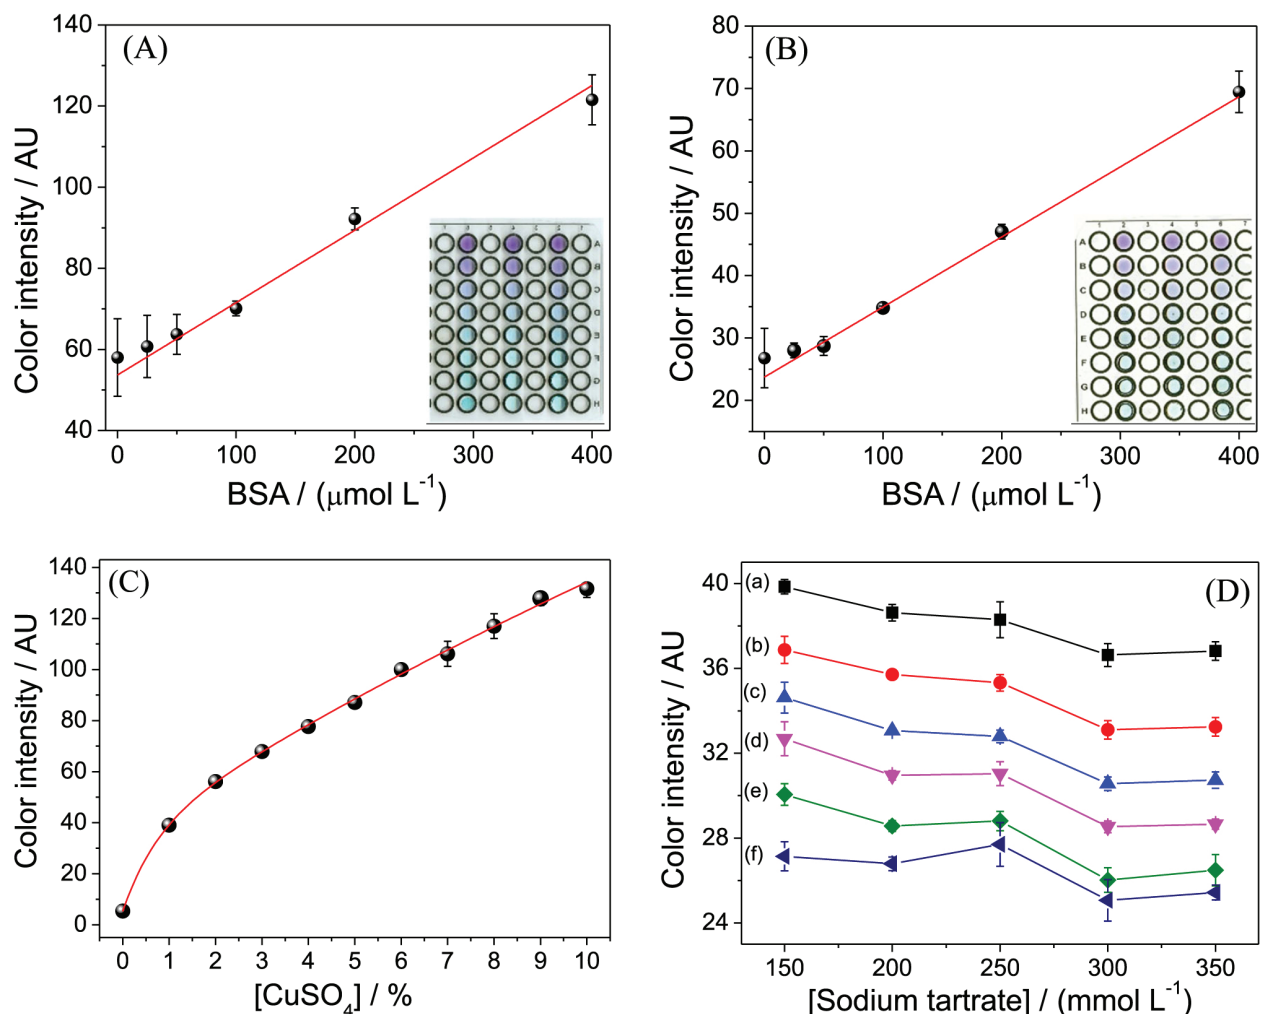 (A)
Color intensity / AU
140
120
100
80
60
40
0
100
200
300
400
BSA / (μmol L⁻¹)
(B)
Color intensity / AU
80
70
60
50
40
30
20
0
100
200
300
400
BSA / (μmol L⁻¹)
A
B
C
D
E
F
G
H
(C)
Color intensity / AU
140
120
100
80
60
40
20
0
0 1 2 3 4 5 6 7 8 9 10
[CuSO₄] / %
(D)
Color intensity / AU
40
36
32
28
24
(a)
(b)
(c)
(d)
(e)
(f)
150
200
250
300
350
[Sodium tartrate] / (mmol L⁻¹)